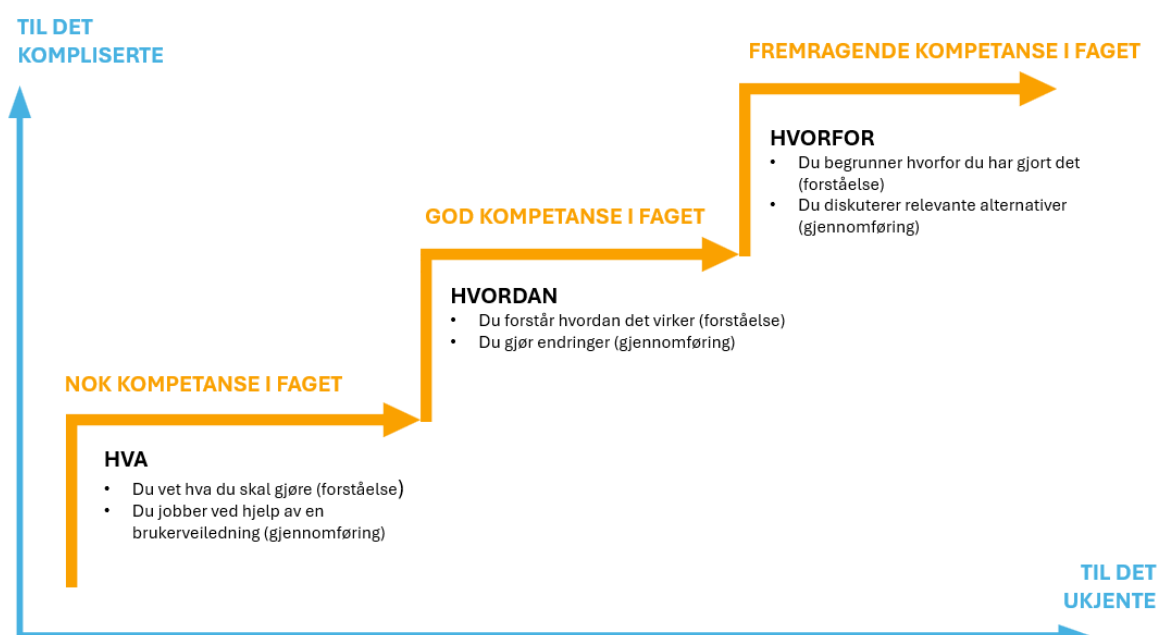 TIL DET
KOMPLISERTE
FREMRAGENDE KOMPETANSE I FAGET
HVORFOR
• Du begrunner hvorfor du har gjort det
(forståelse)
• Du diskuterer relevante alternativer
(gjennomføring)
GOD KOMPETANSE I FAGET
HVORDAN
• Du forstår hvordan det virker (forståelse)
• Du gjør endringer (gjennomføring)
NOK KOMPETANSE I FAGET
HVA
• Du vet hva du skal gjøre (forståelse)
• Du jobber ved hjelp av en
brukerveiledning (gjennomføring)
TIL DET
UKJENTE